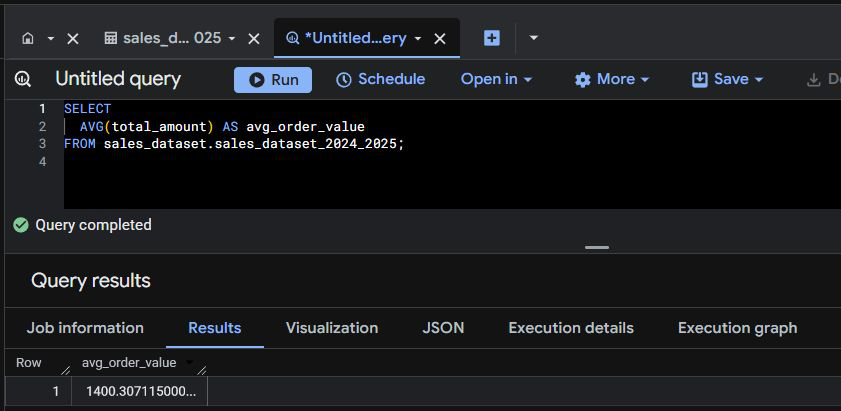 sales_d... 025
*Untitled...ery
Untitled query
Run
Schedule
Open in
More
Save
1 SELECT
2 AVG(total_amount) AS avg_order_value
3 FROM sales_dataset.sales_dataset_2024_2025;
4
Query completed
Query results
Job information Results Visualization JSON Execution details Execution graph
Row avg_order_value
1 1400.307115000...